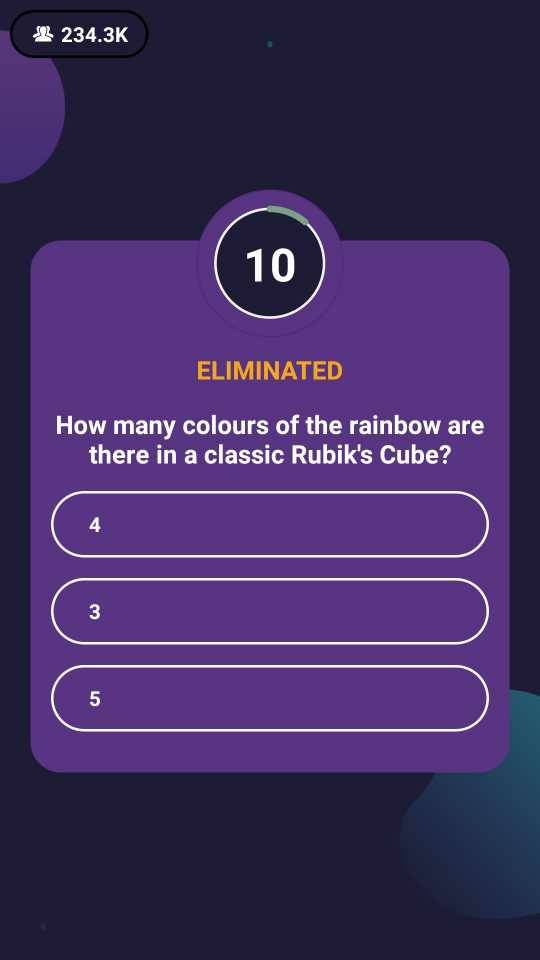 234.3K
10
ELIMINATED
How many colours of the rainbow are
there in a classic Rubik's Cube?
4
3
5